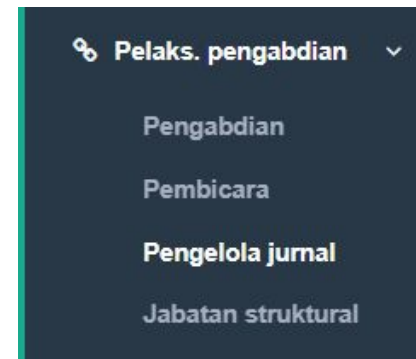 Pelaks. pengabdian
Pengabdian
Pembicara
Pengelola jurnal
Jabatan struktural